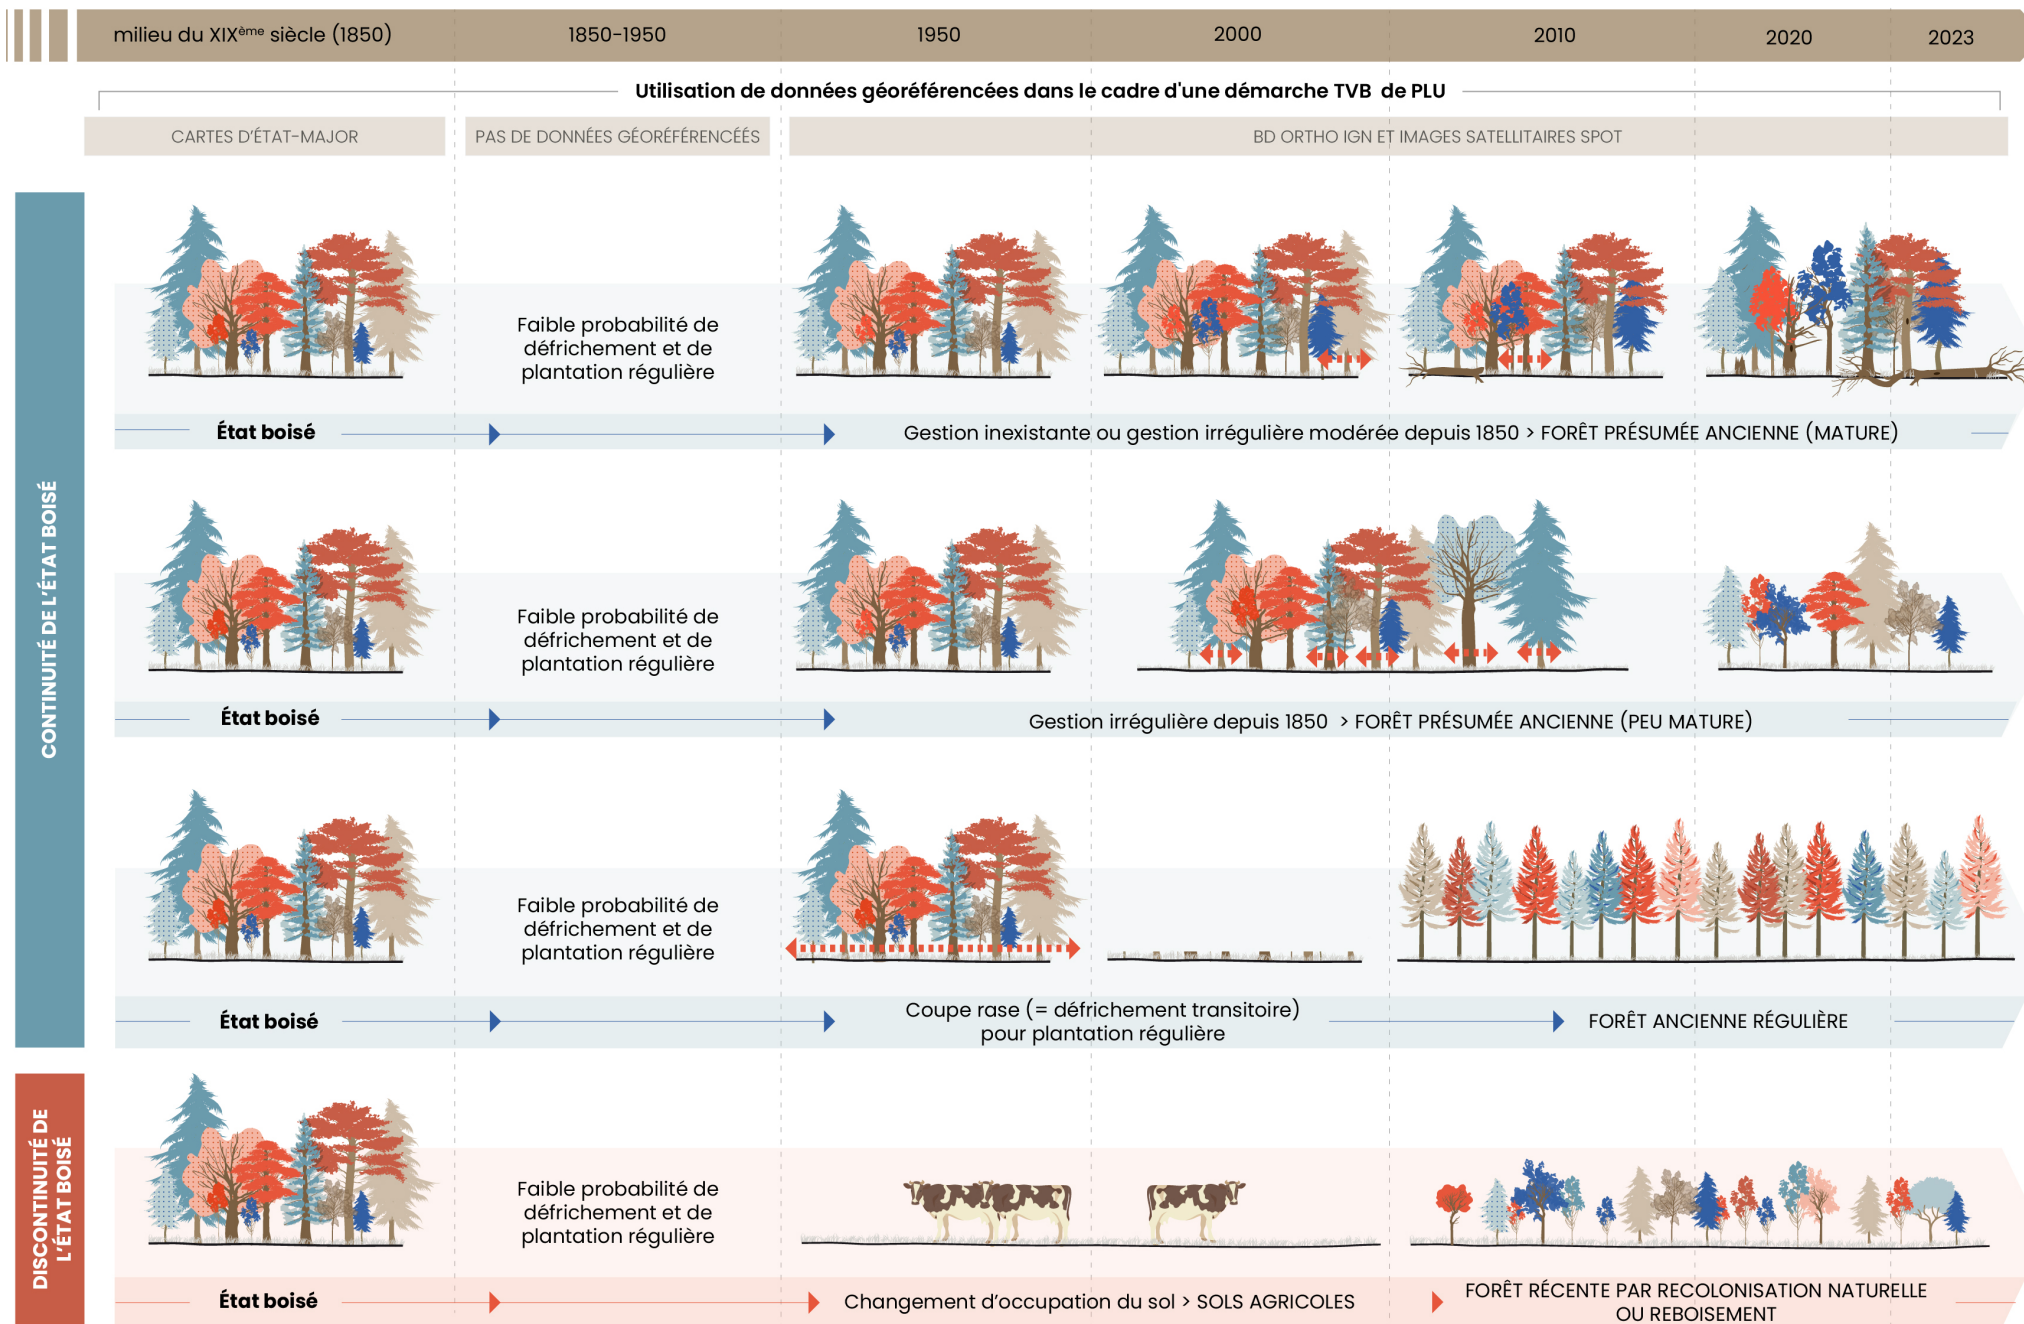 milieu du XIXème siècle (1850)
1850-1950
1950
2000
2010
2020
2023
Utilisation de données géoréférencées dans le cadre d'une démarche TVB de PLU
CARTES D'ÉTAT-MAJOR
PAS DE DONNÉES GÉORÉFÉRENCÉÉS
BD ORTHO IGN ET IMAGES SATELLITAIRES SPOT
CONTINUITÉ DE L'ÉTAT BOISÉ
Faible probabilité de
défrichement et de
plantation régulière
État boisé
Gestion inexistante ou gestion irrégulière modérée depuis 1850 > FORÊT PRÉSUMÉE ANCIENNE (MATURE)
Faible probabilité de
défrichement et de
plantation régulière
État boisé
Gestion irrégulière depuis 1850 > FORÊT PRÉSUMÉE ANCIENNE (PEU MATURE)
Faible probabilité de
défrichement et de
plantation régulière
État boisé
Coupe rase (= défrichement transitoire)
pour plantation régulière
FORÊT ANCIENNE RÉGULIÈRE
DISCONTINUITÉ DE
L'ÉTAT BOISÉ
Faible probabilité de
défrichement et de
plantation régulière
État boisé
Changement d'occupation du sol > SOLS AGRICOLES
FORÊT RÉCENTE PAR RECOLONISATION NATURELLE
OU REBOISEMENT